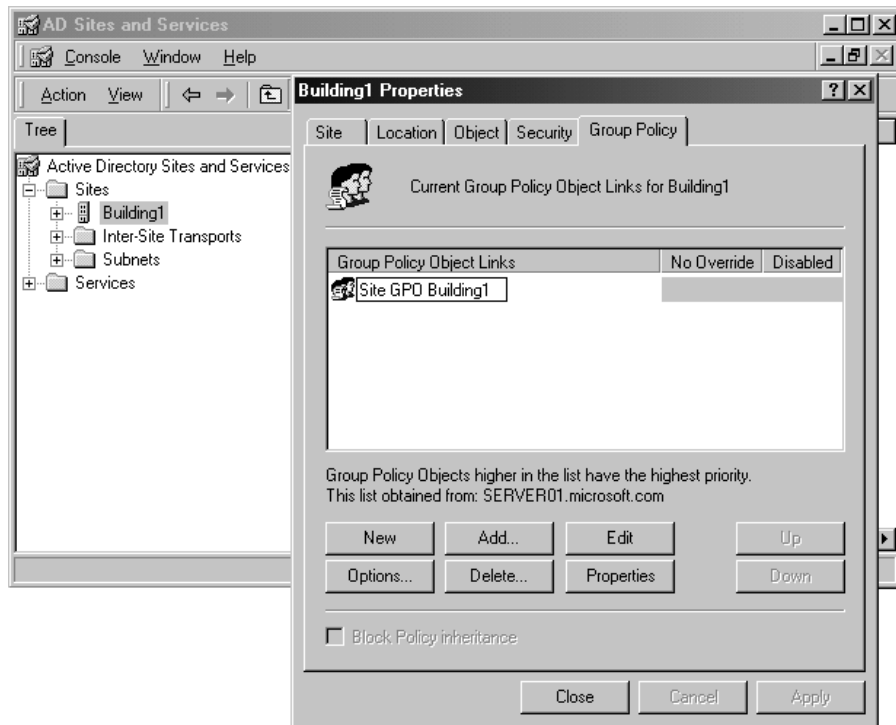 AD Sites and Services
Console Window Help
Action View
Tree
Active Directory Sites and Services
Sites
Building1
Inter-Site Transports
Subnets
Services
Building1 Properties
Site Location Object Security Group Policy
Current Group Policy Object Links for Building1
Group Policy Object Links No Override Disabled
Site GPO Building1
Group Policy Objects higher in the list have the highest priority.
This list obtained from: SERVER01.microsoft.com
New Add... Edit Up
Options... Delete... Properties Down
Block Policy inheritance
Close Cancel Apply